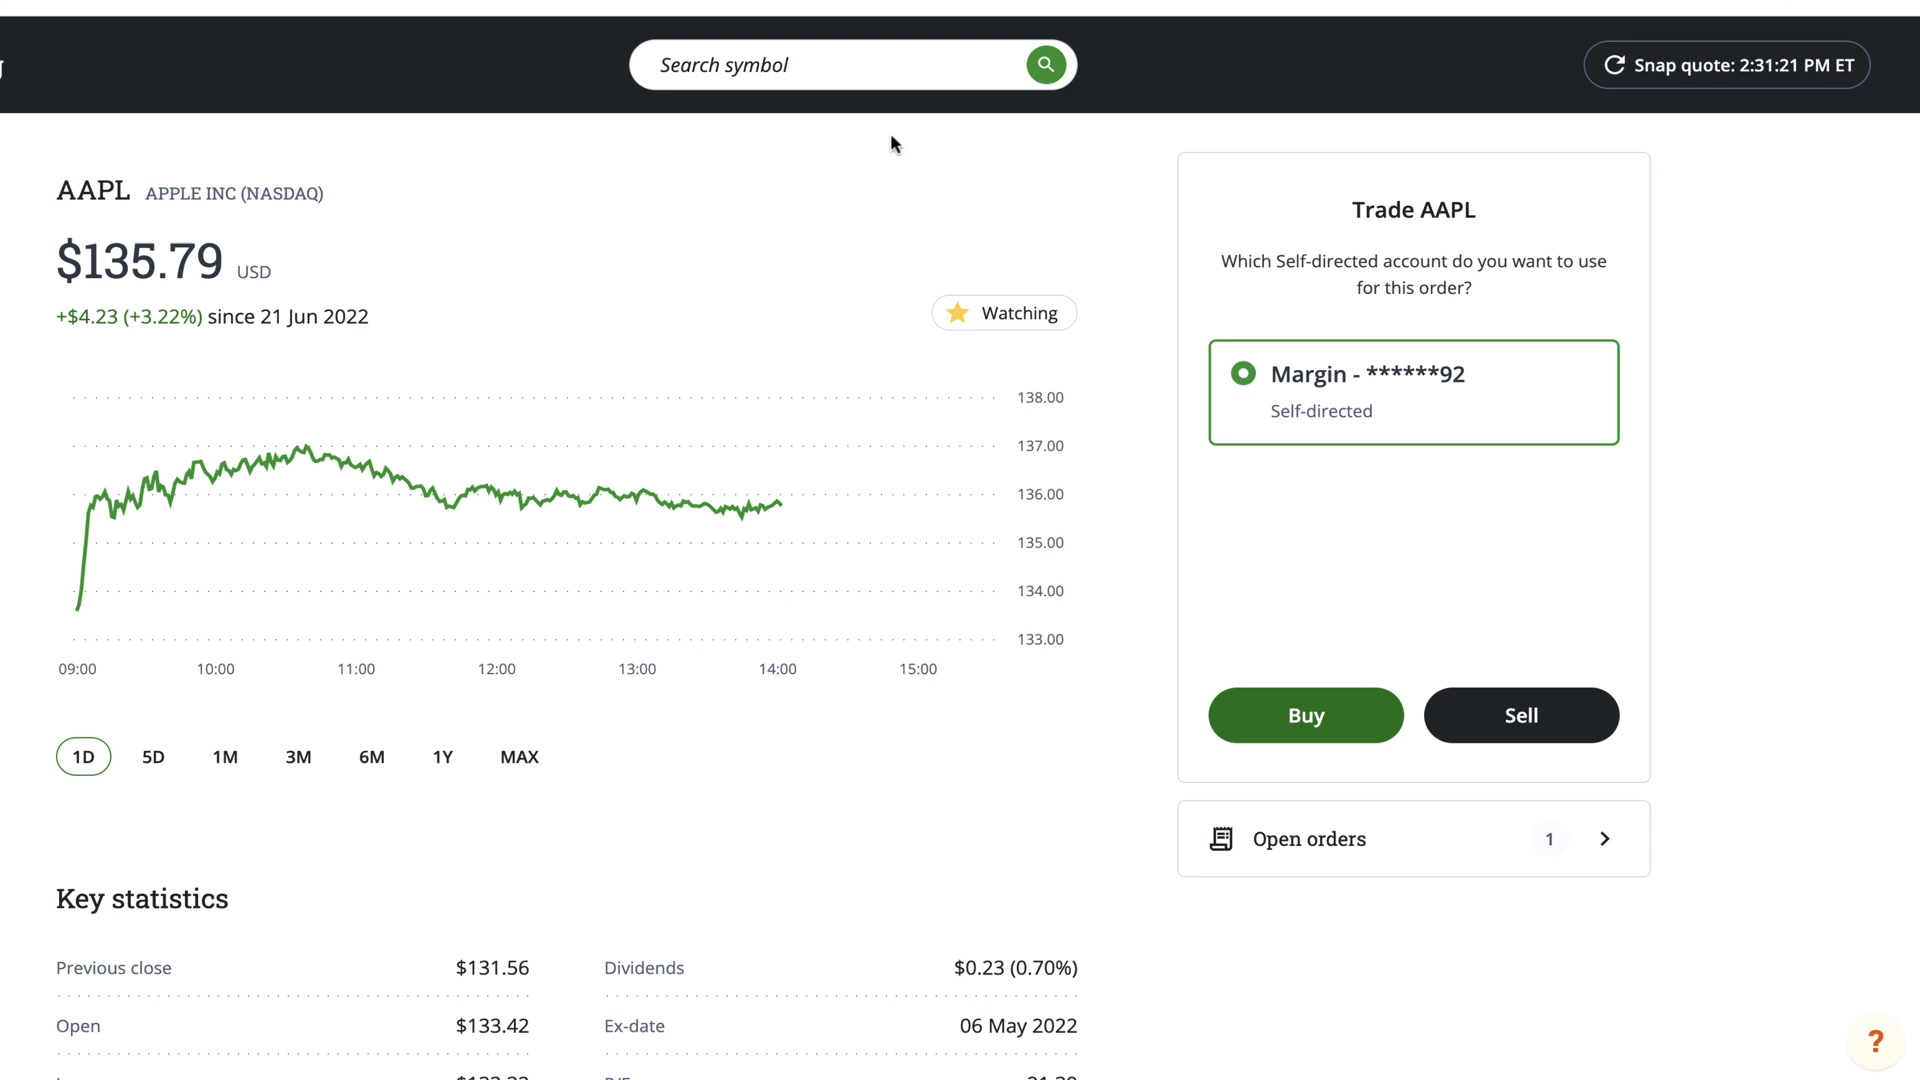 Search symbol
Snap quote: 2:31:21 PM ET
AAPL APPLE INC (NASDAQ)
$135.79 USD
+$4.23 (+3.22%) since 21 Jun 2022
Watching
138.00
137.00
136.00
135.00
134.00
133.00
09:00 10:00 11:00 12:00 13:00 14:00 15:00
1D 5D 1M 3M 6M 1Y MAX
Trade AAPL
Which Self-directed account do you want to use
for this order?
Margin - ******92
Self-directed
Buy Sell
Open orders 1
Key statistics
Previous close $131.56 Dividends $0.23 (0.70%)
Open $133.42 Ex-date 06 May 2022
?